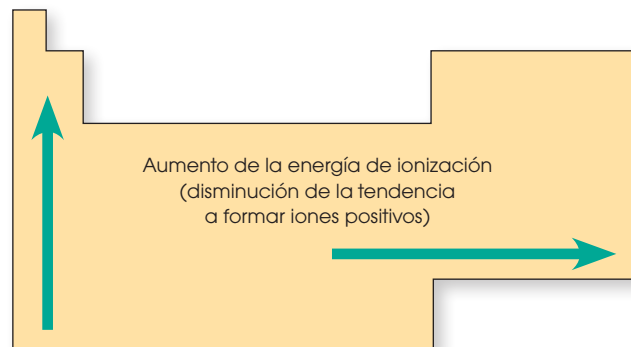 Aumento de la energía de ionización
(disminución de la tendencia
a formar iones positivos)